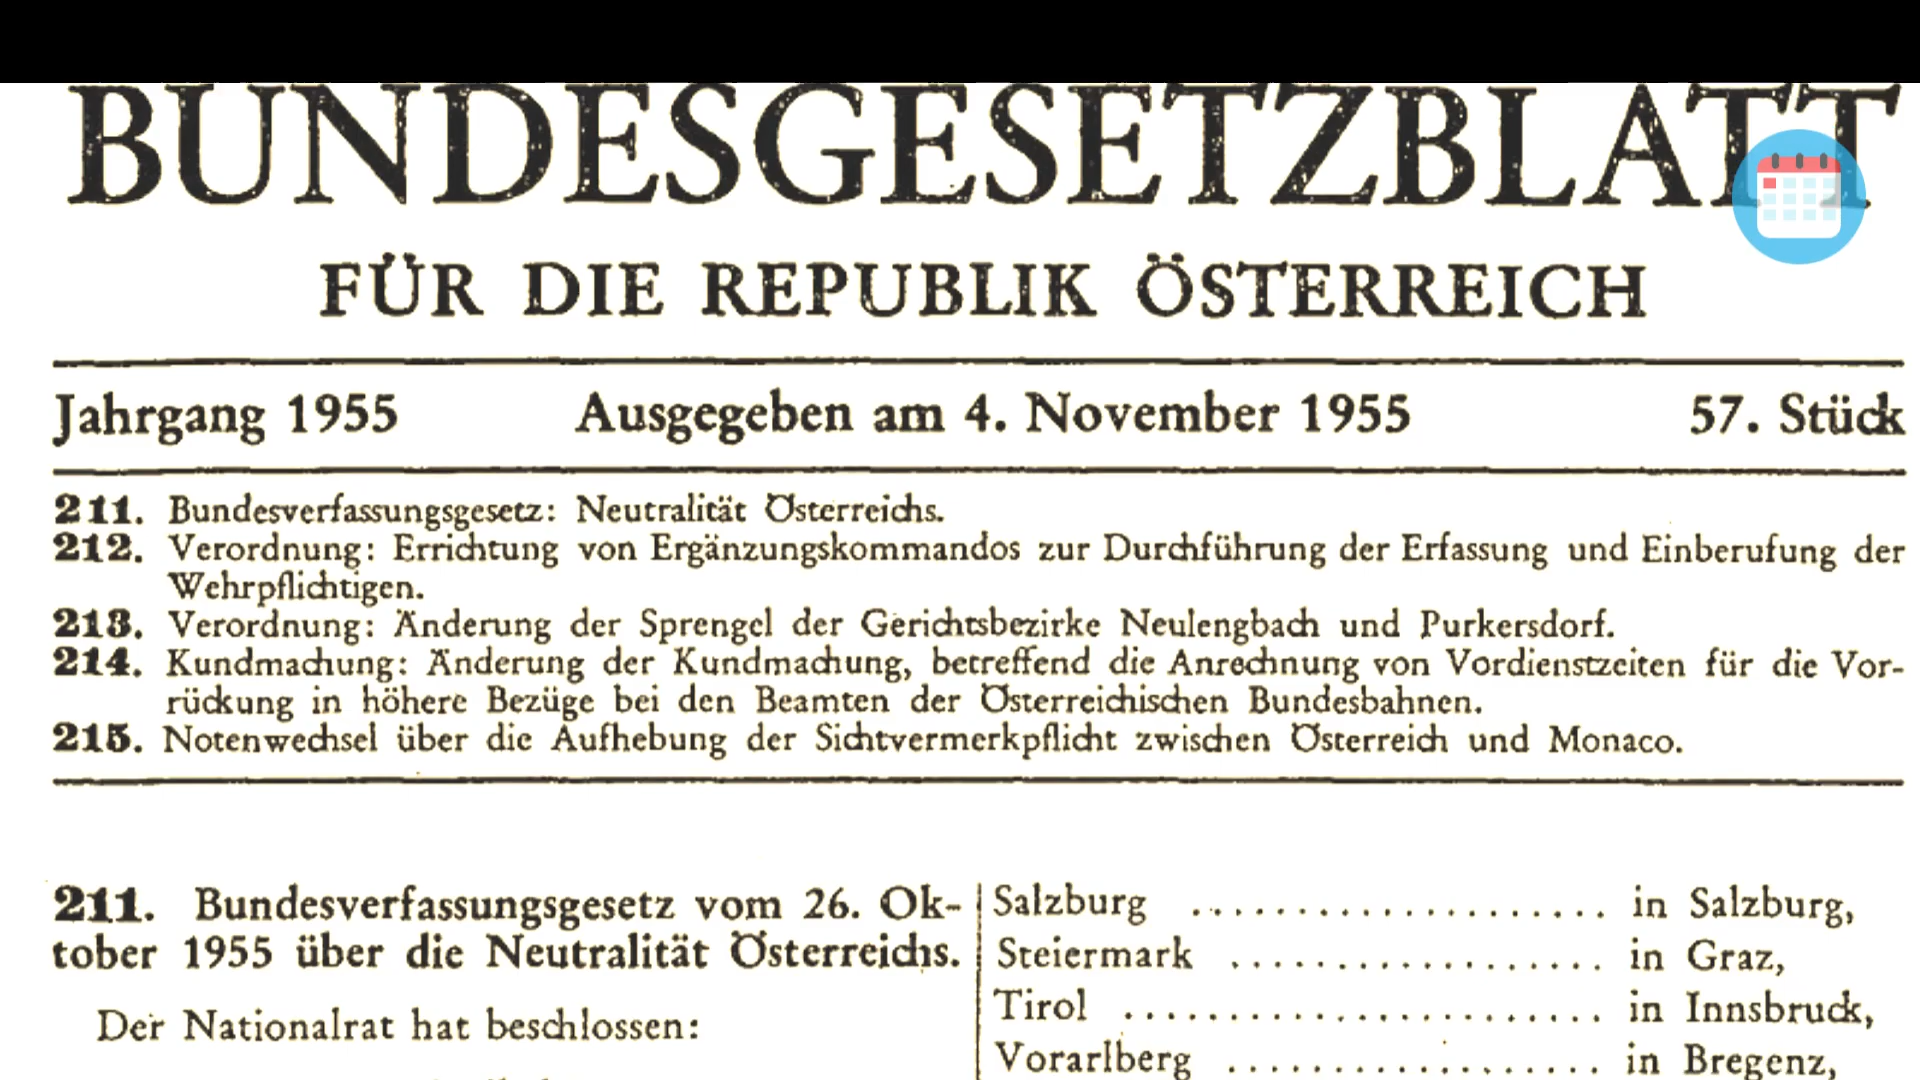 BUNDESGESETZBLATT
FÜR DIE REPUBLIK ÖSTERREICH
Jahrgang 1955 Ausgegeben am 4. November 1955 57. Stück
211. Bundesverfassungsgesetz: Neutralität Österreichs.
212. Verordnung: Errichtung von Ergänzungskommandos zur Durchführung der Erfassung und Einberufung der
Wehrpflichtigen.
213. Verordnung: Änderung der Sprengel der Gerichtsbezirke Neulengbach und Purkersdorf.
214. Kundmachung: Änderung der Kundmachung, betreffend die Anrechnung von Vordienstzeiten für die Vor-
rückung in höhere Bezüge bei den Beamten der Österreichischen Bundesbahnen.
215. Notenwechsel über die Aufhebung der Sichtvermerkpflicht zwischen Österreich und Monaco.
211. Bundesverfassungsgesetz vom 26. Ok-
tober 1955 über die Neutralität Österreichs.
Der Nationalrat hat beschlossen:
Salzburg .................... in Salzburg,
Steiermark .................. in Graz,
Tirol ....................... in Innsbruck,
Vorarlberg .................. in Bregenz,